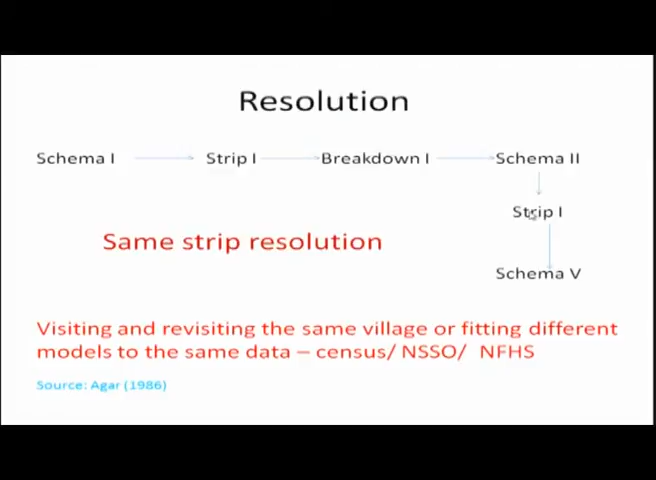 Resolution
Schema I Strip I Breakdown I Schema II
Strip I
Same strip resolution
Schema V
Visiting and revisiting the same village or fitting different
models to the same data – census/ NSSO/ NFHS
Source: Agar (1986)